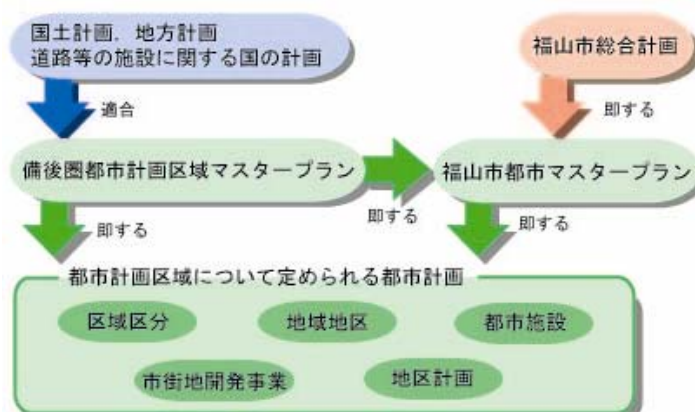 国土計画，地方計画
道路等の施設に関する国の計画
福山市総合計画
適合
即する
備後圏都市計画区域マスタープラン
福山市都市マスタープラン
即する
即する
即する
都市計画区域について定められる都市計画
区域区分
地域地区
都市施設
市街地開発事業
地区計画